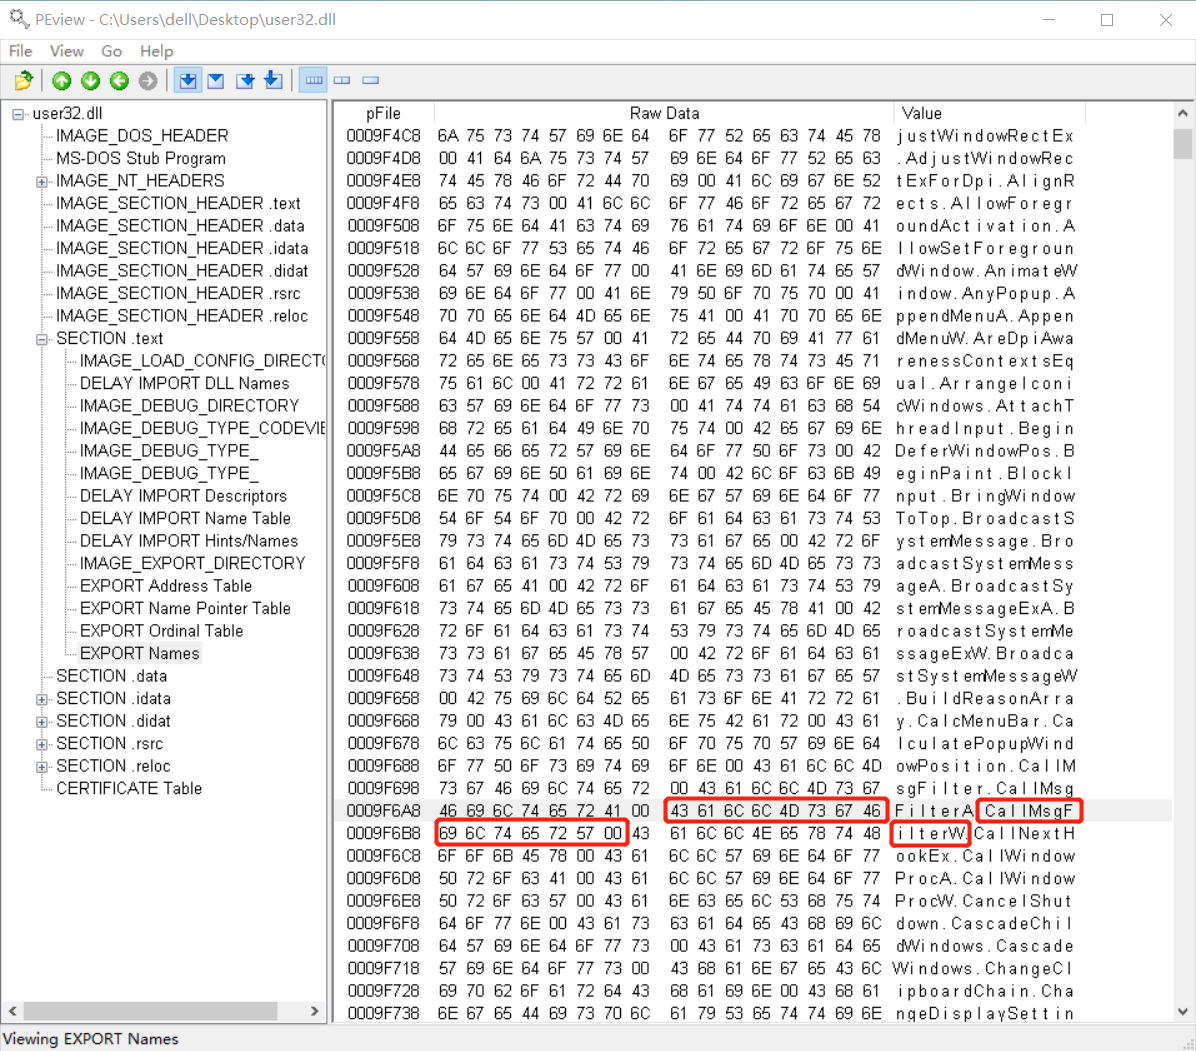 PEview - C:\Users\dell\Desktop\user32.dll
File View Go Help
user32.dll
IMAGE_DOS_HEADER
MS-DOS Stub Program
IMAGE_NT_HEADERS
IMAGE_SECTION_HEADER .text
IMAGE_SECTION_HEADER .data
IMAGE_SECTION_HEADER .idata
IMAGE_SECTION_HEADER .didat
IMAGE_SECTION_HEADER .rsrc
IMAGE_SECTION_HEADER .reloc
SECTION .text
IMAGE_LOAD_CONFIG_DIRECTO
DELAY IMPORT DLL Names
IMAGE_DEBUG_DIRECTORY
IMAGE_DEBUG_TYPE_CODEVIE
IMAGE_DEBUG_TYPE_
IMAGE_DEBUG_TYPE_
DELAY IMPORT Descriptors
DELAY IMPORT Name Table
DELAY IMPORT Hints/Names
IMAGE_EXPORT_DIRECTORY
EXPORT Address Table
EXPORT Name Pointer Table
EXPORT Ordinal Table
EXPORT Names
SECTION .data
SECTION .idata
SECTION .didat
SECTION .rsrc
SECTION .reloc
CERTIFICATE Table
pFile Raw Data Value
0009F4C8 6A 75 73 74 57 69 6E 64 6F 77 52 65 63 74 45 78 justWindowRectEx
0009F4D8 00 41 64 6A 75 73 74 57 69 6E 64 6F 77 52 65 63 .AdjustWindowRec
0009F4E8 74 45 78 46 6F 72 44 70 69 00 41 6C 69 67 6E 52 tExForDpi.AlignR
0009F4F8 65 63 74 73 00 41 6C 6C 6F 77 46 6F 72 65 67 72 ects.AllowForegr
0009F508 6F 75 6E 64 41 63 74 69 76 61 74 69 6F 6E 00 41 oundActivation.A
0009F518 6C 6C 6F 77 53 65 74 46 6F 72 65 67 72 6F 75 6E llowSetForegroun
0009F528 64 57 69 6E 64 6F 77 00 41 6E 69 6D 61 74 65 57 dWindow.AnimateW
0009F538 69 6E 64 6F 77 00 41 6E 79 50 6F 70 75 70 00 41 indow.AnyPopup.A
0009F548 70 70 65 6E 64 4D 65 6E 75 41 00 41 70 70 65 6E ppendMenuA.Appen
0009F558 64 4D 65 6E 75 57 00 41 72 65 44 70 69 41 77 61 dMenuW.AreDpiAwa
0009F568 72 65 6E 65 73 73 43 6F 6E 74 65 78 74 73 45 71 renessContextsEq
0009F578 75 61 6C 00 41 72 72 61 6E 67 65 49 63 6F 6E 69 ual.ArrangeIconi
0009F588 63 57 69 6E 64 6F 77 73 00 41 74 74 61 63 68 54 cWindows.AttachT
0009F598 68 72 65 61 64 49 6E 70 75 74 00 42 65 67 69 6E hreadInput.Begin
0009F5A8 44 65 66 65 72 57 69 6E 64 6F 77 50 6F 73 00 42 DeferWindowPos.B
0009F5B8 65 67 69 6E 50 61 69 6E 74 00 42 6C 6F 63 6B 49 eginPaint.BlockI
0009F5C8 6E 70 75 74 00 42 72 69 6E 67 57 69 6E 64 6F 77 nput.BringWindow
0009F5D8 54 6F 54 6F 70 00 42 72 6F 61 64 63 61 73 74 53 ToTop.BroadcastS
0009F5E8 79 73 74 65 6D 4D 65 73 73 61 67 65 00 42 72 6F ystemMessage.Bro
0009F5F8 61 64 63 61 73 74 53 79 73 74 65 6D 4D 65 73 73 adcastSystemMess
0009F608 61 67 65 41 00 42 72 6F 61 64 63 61 73 74 53 79 ageA.BroadcastSy
0009F618 73 74 65 6D 4D 65 73 73 61 67 65 45 78 41 00 42 stemMessageExA.B
0009F628 72 6F 61 64 63 61 73 74 53 79 73 74 65 6D 4D 65 roadcastSystemMe
0009F638 73 73 61 67 65 45 78 57 00 42 72 6F 61 64 63 61 ssageExW.Broadca
0009F648 73 74 53 79 73 74 65 6D 4D 65 73 73 61 67 65 57 stSystemMessageW
0009F658 00 42 75 69 6C 64 52 65 61 73 6F 6E 41 72 72 61 .BuildReasonArra
0009F668 79 00 43 61 6C 63 4D 65 6E 75 42 61 72 00 43 61 y.CalcMenuBar.Ca
0009F678 6C 63 75 6C 61 74 65 50 6F 70 75 70 57 69 6E 64 lculatePopupWind
0009F688 6F 77 50 6F 73 69 74 69 6F 6E 00 43 61 6C 6C 4D owPosition.CallM
0009F698 73 67 46 69 6C 74 65 72 00 43 61 6C 6C 4D 73 67 sgFilter.CallMsg
0009F6A8 46 69 6C 74 65 72 41 00 43 61 6C 6C 4D 73 67 46 FilterA.CallMsgF
0009F6B8 69 6C 74 65 72 57 00 43 61 6C 6C 4E 65 78 74 48 ilterW.CallNextH
0009F6C8 6F 6F 6B 45 78 00 43 61 6C 6C 57 69 6E 64 6F 77 ookEx.CallWindow
0009F6D8 50 72 6F 63 41 00 43 61 6C 6C 57 69 6E 64 6F 77 ProcA.CallWindow
0009F6E8 50 72 6F 63 57 00 43 61 6E 63 65 6C 53 68 75 74 ProcW.CancelShut
0009F6F8 64 6F 77 6E 00 43 61 73 63 61 64 65 43 68 69 6C down.CascadeChil
0009F708 64 57 69 6E 64 6F 77 73 00 43 61 73 63 61 64 65 dWindows.Cascade
0009F718 57 69 6E 64 6F 77 73 00 43 68 61 6E 67 65 43 6C Windows.ChangeCl
0009F728 69 70 62 6F 61 72 64 43 68 61 69 6E 00 43 68 61 ipboardChain.Cha
0009F738 6E 67 65 44 69 73 70 6C 61 79 53 65 74 74 69 6E ngeDisplaySettin
Viewing EXPORT Names